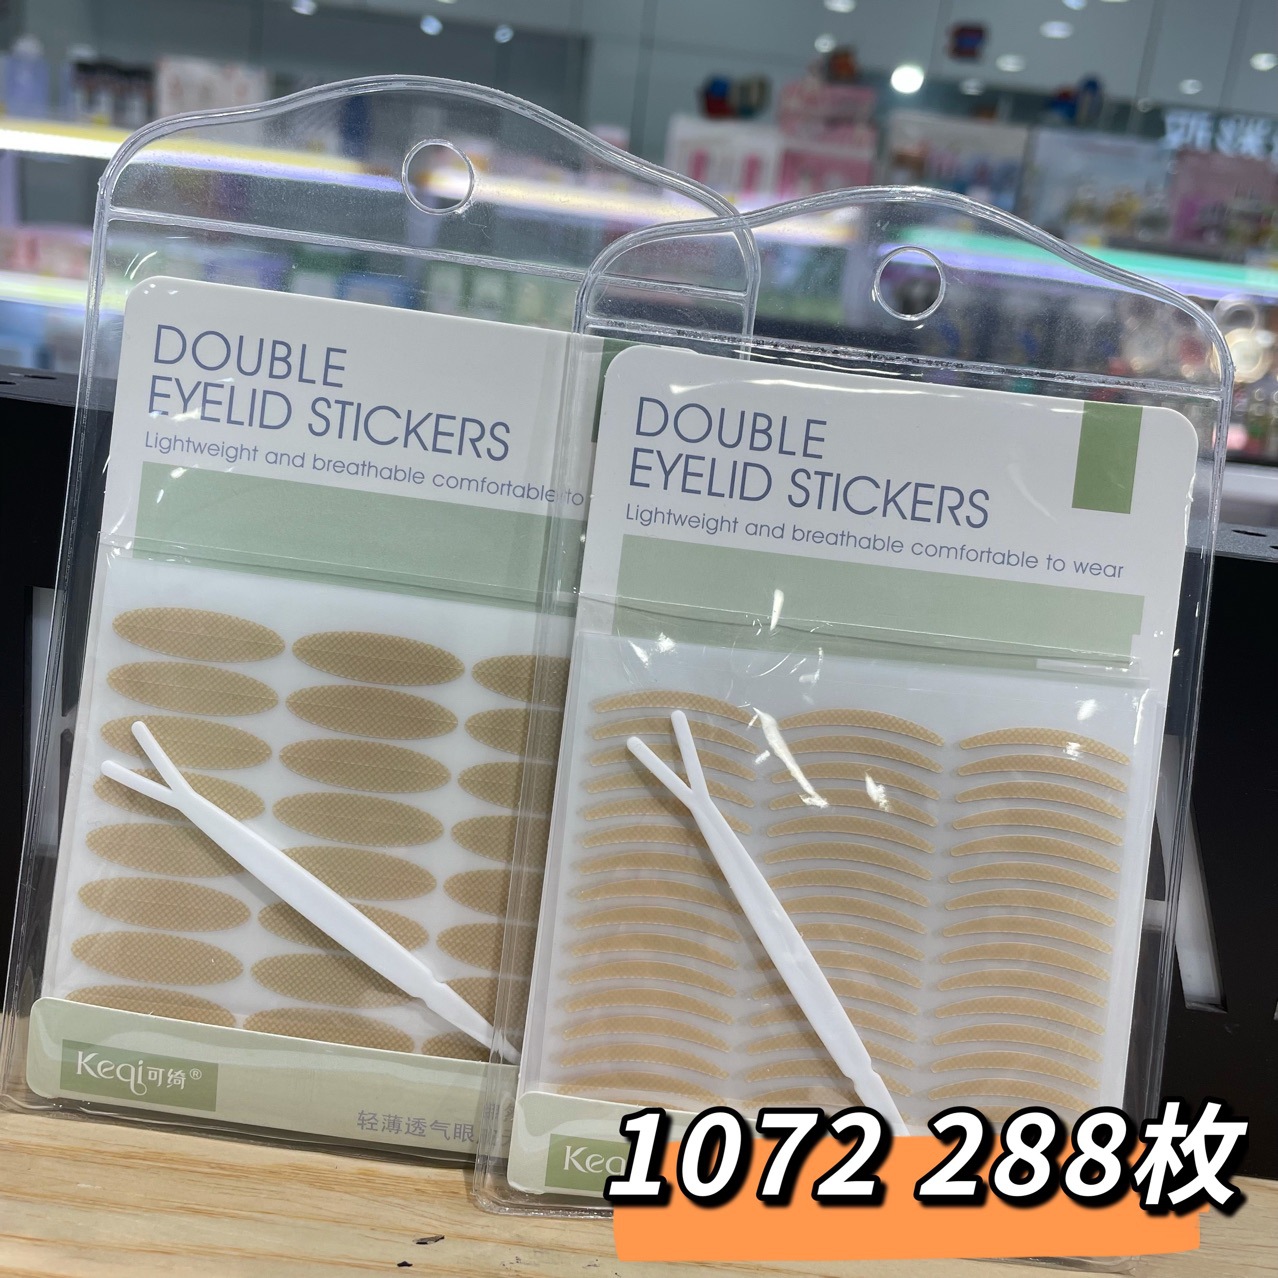 DOUBLE
EYELID STICKERS
Lightweight and breathable comfortable to
Keqi可绮®
轻薄透气眼
DOUBLE
EYELID STICKERS
Lightweight and breathable comfortable to wear
Keq
1072 288枚